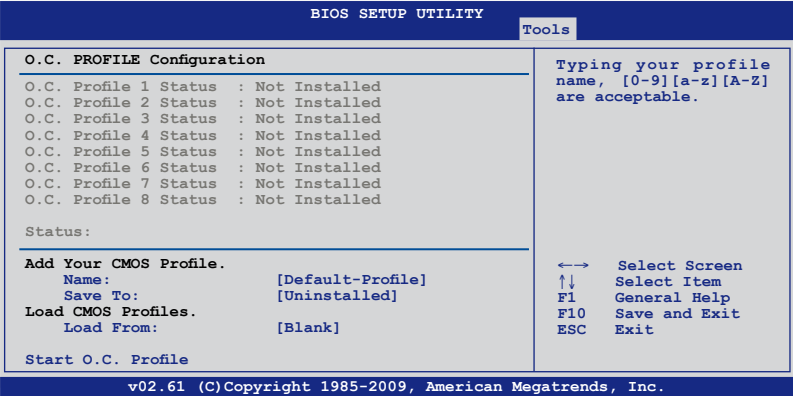 BIOS SETUP UTILITY
Tools
O.C. PROFILE Configuration
O.C. Profile 1 Status : Not Installed
O.C. Profile 2 Status : Not Installed
O.C. Profile 3 Status : Not Installed
O.C. Profile 4 Status : Not Installed
O.C. Profile 5 Status : Not Installed
O.C. Profile 6 Status : Not Installed
O.C. Profile 7 Status : Not Installed
O.C. Profile 8 Status : Not Installed
Status:
Add Your CMOS Profile.
Name: [Default-Profile]
Save To: [Uninstalled]
Load CMOS Profiles.
Load From: [Blank]
Start O.C. Profile
Typing your profile
name, [0-9][a-z][A-Z]
are acceptable.
←→ Select Screen
↑↓ Select Item
F1 General Help
F10 Save and Exit
ESC Exit
v02.61 (C)Copyright 1985-2009, American Megatrends, Inc.